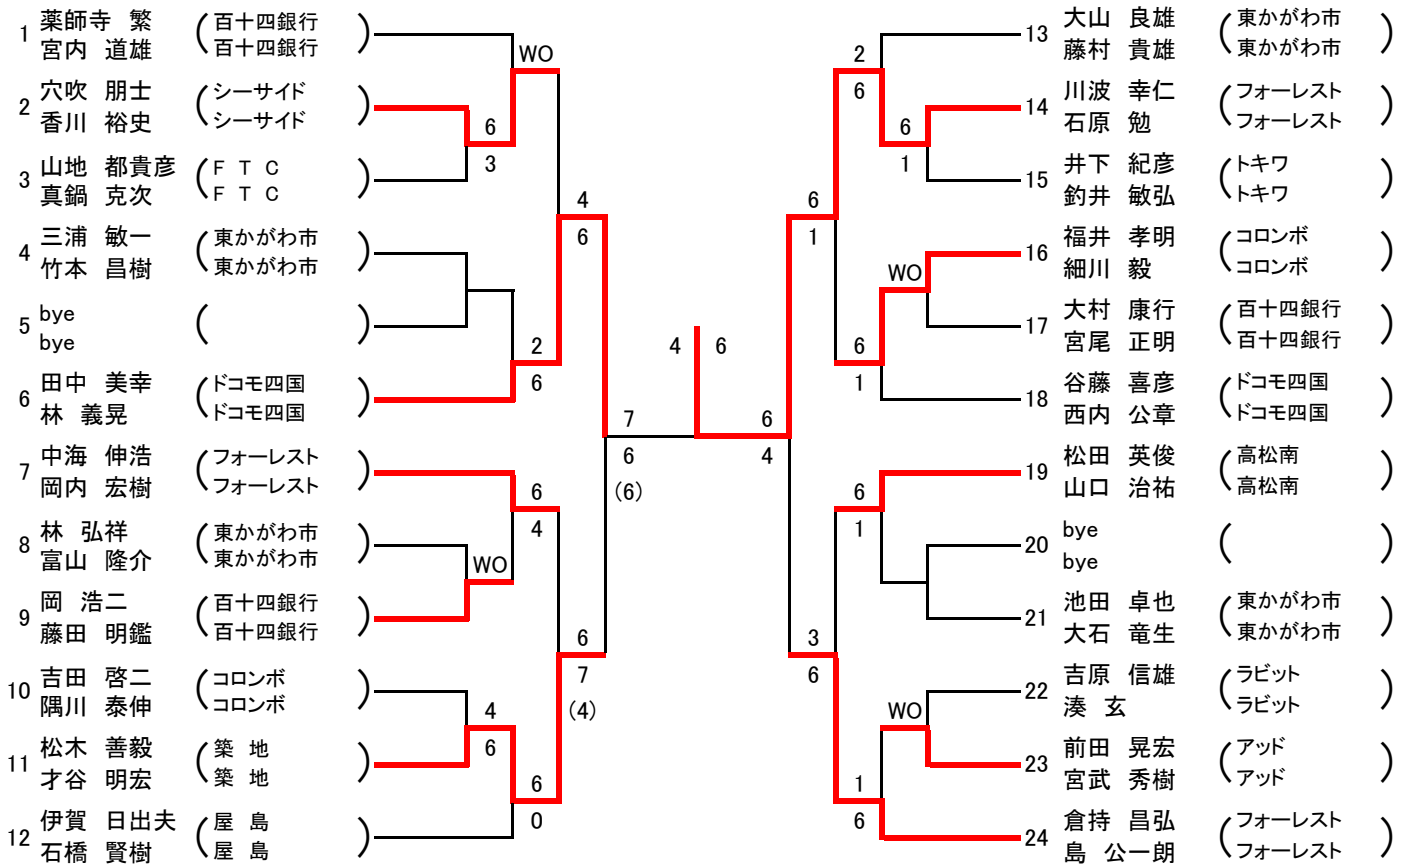 1 薬師寺 繁 (百十四銀行)
宮内 道雄 百十四銀行
WO
2 穴吹 朋士 (シーサイド)
香川 裕史 シーサイド
6
3
3 山地 都貴彦 (F T C)
真鍋 克次 F T C
4
6
4 三浦 敏一 (東かがわ市)
竹本 昌樹 東かがわ市
5 bye ( )
bye
2
6
6 田中 美幸 (ドコモ四国)
林 義晃 ドコモ四国
7
6
(6)
7 中海 伸浩 (フォーレスト)
岡内 宏樹 フォーレスト
6
4
8 林 弘祥 (東かがわ市)
富山 隆介 東かがわ市
WO
9 岡 浩二 (百十四銀行)
藤田 明鑑 百十四銀行
6
7
(4)
10 吉田 啓二 (コロンボ)
隅川 泰伸 コロンボ
4
6
11 松木 善毅 (築 地)
才谷 明宏 築 地
6
0
12 伊賀 日出夫 (屋 島)
石橋 賢樹 屋 島
4 6
13 大山 良雄 (東かがわ市)
藤村 貴雄 東かがわ市
2
6
14 川波 幸仁 (フォーレスト)
石原 勉 フォーレスト
6
1
15 井下 紀彦 (トキワ)
釣井 敏弘 トキワ
6
1
16 福井 孝明 (コロンボ)
細川 毅 コロンボ
WO
17 大村 康行 (百十四銀行)
宮尾 正明 百十四銀行
6
1
18 谷藤 喜彦 (ドコモ四国)
西内 公章 ドコモ四国
6
4
19 松田 英俊 (高松南)
山口 治祐 高松南
6
1
20 bye ( )
bye
21 池田 卓也 (東かがわ市)
大石 竜生 東かがわ市
3
6
22 吉原 信雄 (ラビット)
湊 玄 ラビット
WO
23 前田 晃宏 (アッド)
宮武 秀樹 アッド
1
6
24 倉持 昌弘 (フォーレスト)
島 公一朗 フォーレスト